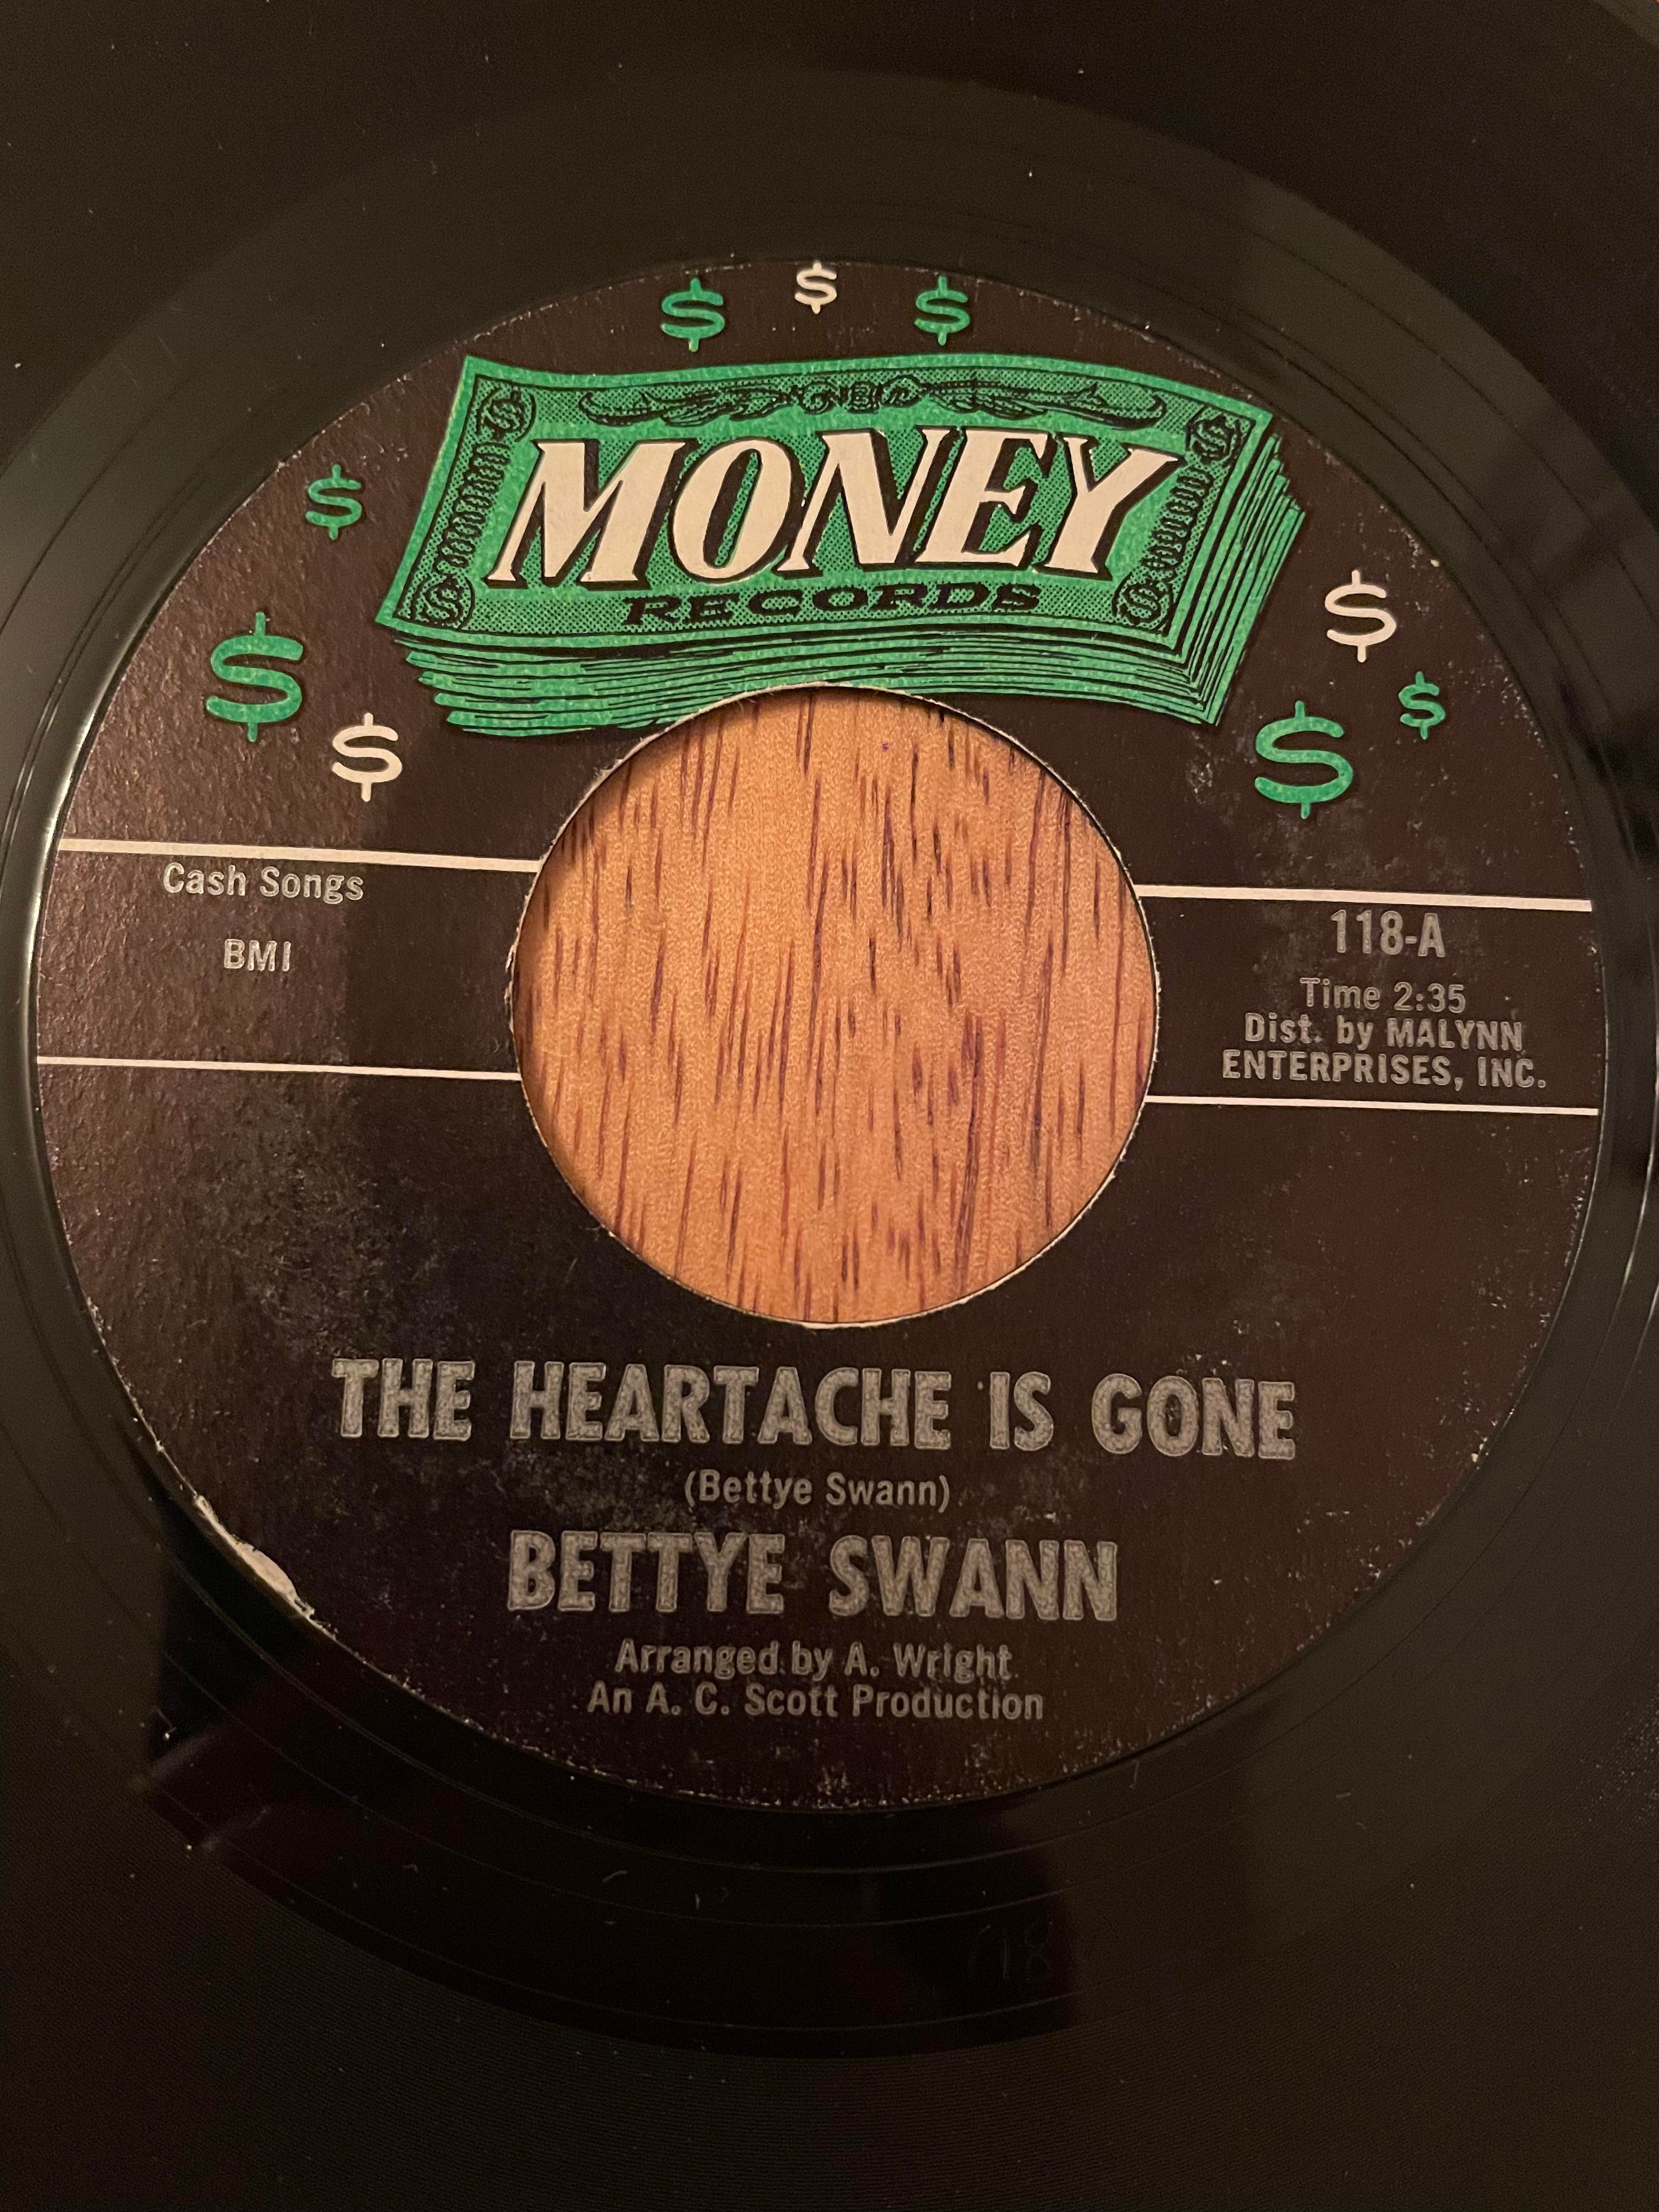 MONEY
RECORDS
Cash Songs
BMI
118-A
Time 2:35
Dist. by MALYNN
ENTERPRISES, INC.
THE HEARTACHE IS GONE
(Bettye Swann)
BETTYE SWANN
Arranged by A. Wright
An A. C. Scott Production